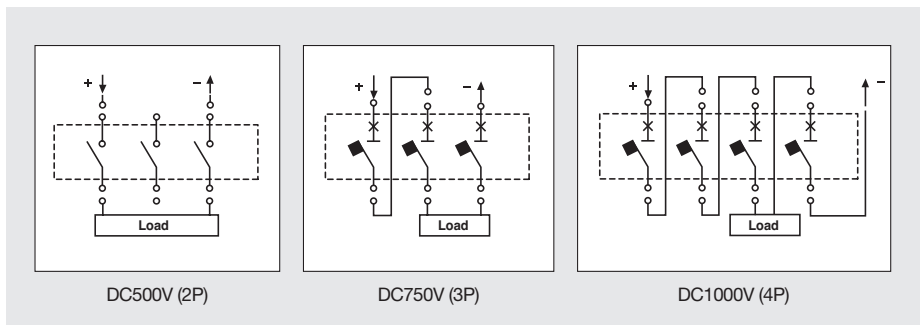 + −
Load
DC500V (2P)
+ −
Load
DC750V (3P)
+ −
Load
DC1000V (4P)